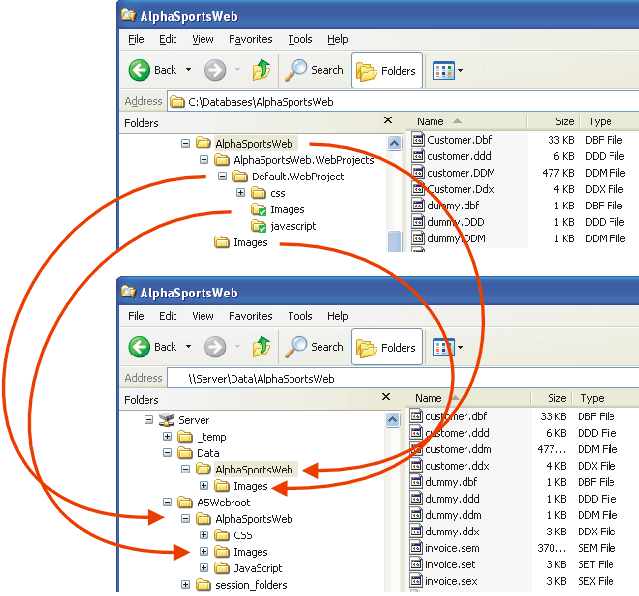 AlphaSportsWeb
File Edit View Favorites Tools Help
Back Search Folders
Address C:\Databases\AlphaSportsWeb
Folders Name Size Type
AlphaSportsWeb Customer.Dbf 33 KB DBF File
AlphaSportsWeb.WebProjects Customer.ddd 6 KB DDD File
Default.WebProject customer.DDM 477 KB DDM File
css Customer.Ddx 4 KB DDX File
Images dummy.dbf 1 KB DBF File
javascript dummy.DDD 1 KB DDD File
Images dummy.DDM 1 KB DDM File
AlphaSportsWeb
File Edit View Favorites Tools Help
Back Search Folders
Address \\Server\Data\AlphaSportsWeb
Folders Name Size Type
Server customer.dbf 33 KB DBF File
_temp customer.ddd 6 KB DDD File
Data customer.ddm 477... DDM File
AlphaSportsWeb customer.ddx 4 KB DDX File
Images dummy.dbf 1 KB DBF File
A5Webroot dummy.ddd 1 KB DDD File
AlphaSportsWeb dummy.ddm 1 KB DDM File
CSS dummy.ddx 3 KB DDX File
Images invoice.sem 370... SEM File
JavaScript invoice.set 3 KB SET File
session_folders invoice.sex 3 KB SEX File